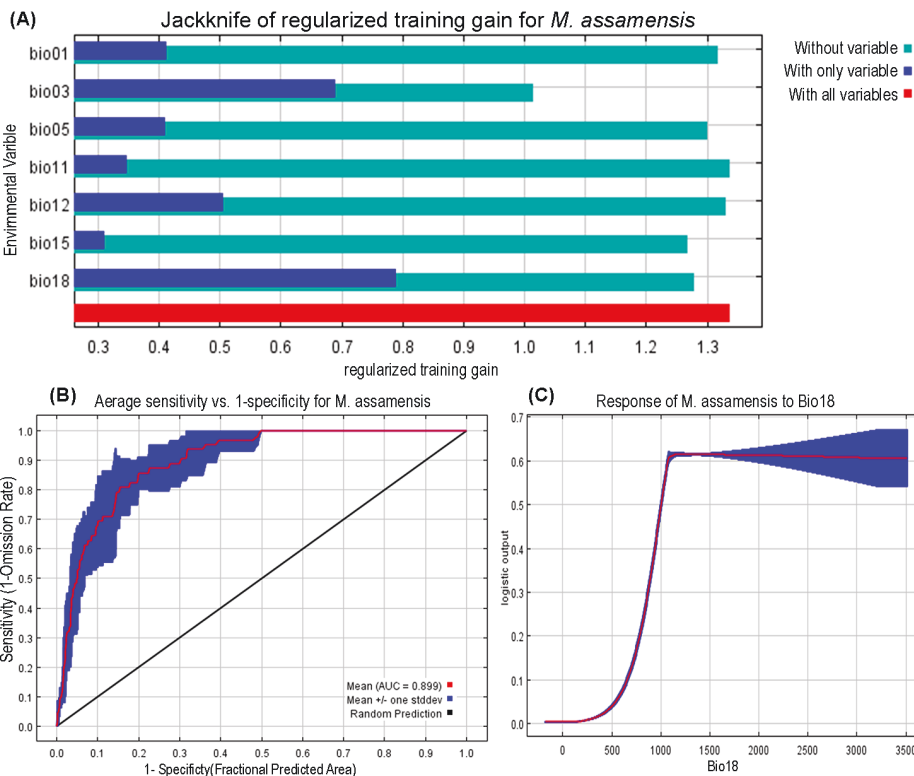 (A)
Jackknife of regularized training gain for M. assamensis
Envirnmental Varible
bio01
bio03
bio05
bio11
bio12
bio15
bio18
Without variable
With only variable
With all variables
0.3 0.4 0.5 0.6 0.7 0.8 0.9 1.0 1.1 1.2 1.3
regularized training gain
(B)
Aerage sensitivity vs. 1-specificity for M. assamensis
Sensitivity (1-Omission Rate)
1.0
0.9
0.8
0.7
0.6
0.5
0.4
0.3
0.2
0.1
0.0
Mean (AUC = 0.899)
Mean +/- one stddev
Random Prediction
0.0 0.1 0.2 0.3 0.4 0.5 0.6 0.7 0.8 0.9 1.0
1- Specificty(Fractional Predicted Area)
(C)
Response of M. assamensis to Bio18
logistic output
0.7
0.6
0.5
0.4
0.3
0.2
0.1
0.0
0 500 1000 1500 2000 2500 3000 3500
Bio18